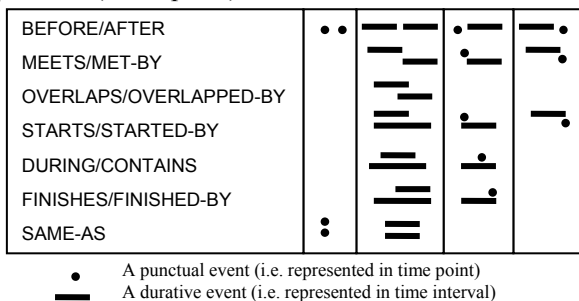 BEFORE/AFTER
MEETS/MET-BY
OVERLAPS/OVERLAPPED-BY
STARTS/STARTED-BY
DURING/CONTAINS
FINISHES/FINISHED-BY
SAME-AS
A punctual event (i.e. represented in time point)
A durative event (i.e. represented in time interval)